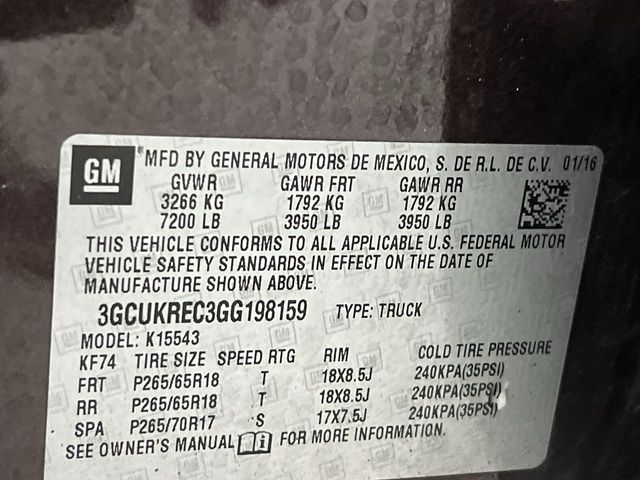 GM
MFD BY GENERAL MOTORS DE MEXICO, S. DE R.L. DE C.V. 01/16
GVWR GAWR FRT GAWR RR
3266 KG 1792 KG 1792 KG
7200 LB 3950 LB 3950 LB
THIS VEHICLE CONFORMS TO ALL APPLICABLE U.S. FEDERAL MOTOR
VEHICLE SAFETY STANDARDS IN EFFECT ON THE DATE OF
MANUFACTURE SHOWN ABOVE.
3GCUKREC3GG198159 TYPE: TRUCK
MODEL: K15543
KF74 TIRE SIZE SPEED RTG RIM COLD TIRE PRESSURE
FRT P265/65R18 T 18X8.5J 240KPA(35PSI)
RR P265/65R18 T 18X8.5J 240KPA(35PSI)
SPA P265/70R17 S 17X7.5J 240KPA(35PSI)
SEE OWNER'S MANUAL FOR MORE INFORMATION.